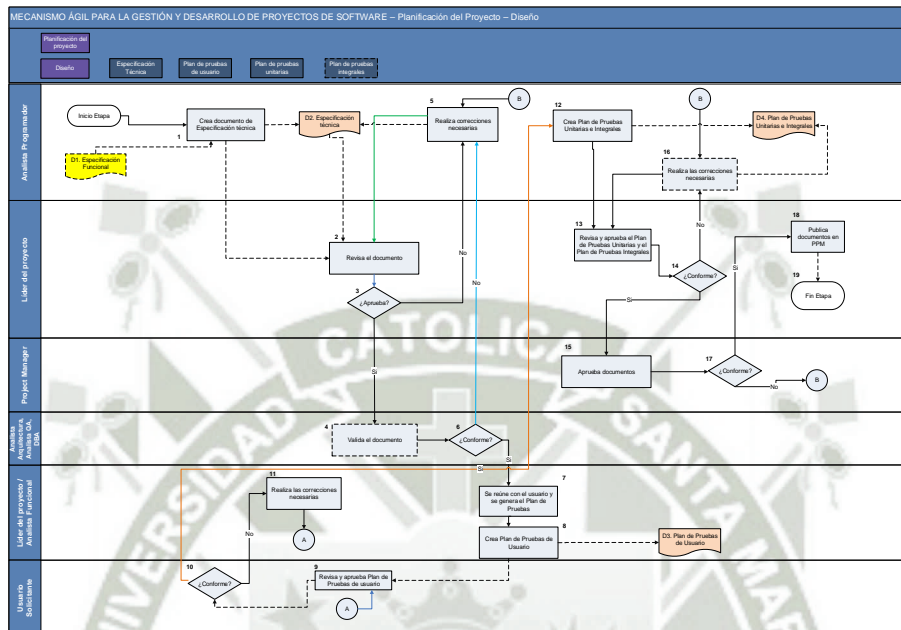 MECANISMO ÁGIL PARA LA GESTIÓN Y DESARROLLO DE PROYECTOS DE SOFTWARE – Planificación del Proyecto – Diseño
Planificación del
proyecto
Diseño
Especificación
Técnica
Plan de pruebas
de usuario
Plan de pruebas
unitarias
Plan de pruebas
integrales
Analista Programador
Inicio Etapa
1
Crea documento de
Especificación técnica
D1. Especificación
Funcional
D2. Especificación
técnica
5
Realiza correcciones
necesarias
B
12
Crea Plan de Pruebas
Unitarias e Integrales
B
D4. Plan de Pruebas
Unitarias e Integrales
16
Realiza las correcciones
necesarias
Líder del proyecto
2
Revisa el documento
3
¿Aprueba?
No
No
Si
13
Revisa y aprueba el Plan
de Pruebas Unitarias y el
Plan de Pruebas Integrales
14
¿Conforme?
No
Si
Si
18
Publica
documentos en
PPM
19
Fin Etapa
Project Manager
15
Aprueba documentos
17
¿Conforme?
No
B
Analista
Arquitectura,
Analista QA,
DBA
4
Valida el documento
6
¿Conforme?
Si
Si
Líder del proyecto /
Analista Funcional
11
Realiza las correcciones
necesarias
No
A
7
Se reúne con el usuario y
se genera el Plan de
Pruebas
8
Crea Plan de Pruebas de
Usuario
D3. Plan de Pruebas
de Usuario
Usuario
Solicitante
10
¿Conforme?
9
Revisa y aprueba Plan de
Pruebas de usuario
A
UNIVERSIDAD CATOLICA SANTA MAR